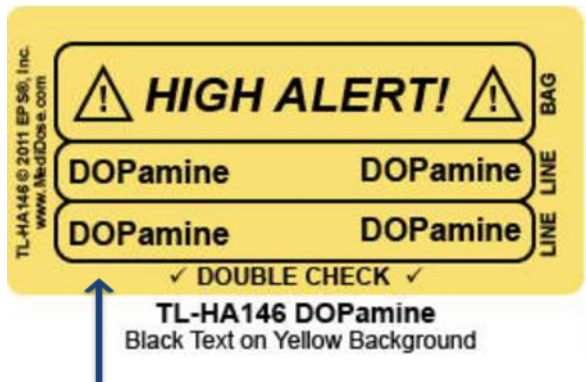 TL-HA146 © 2011 EPS®, Inc.
www.MediDose.com
HIGH ALERT!
BAG
DOPamine DOPamine
LINE
DOPamine DOPamine
LINE
✓ DOUBLE CHECK ✓
TL-HA146 DOPamine
Black Text on Yellow Background